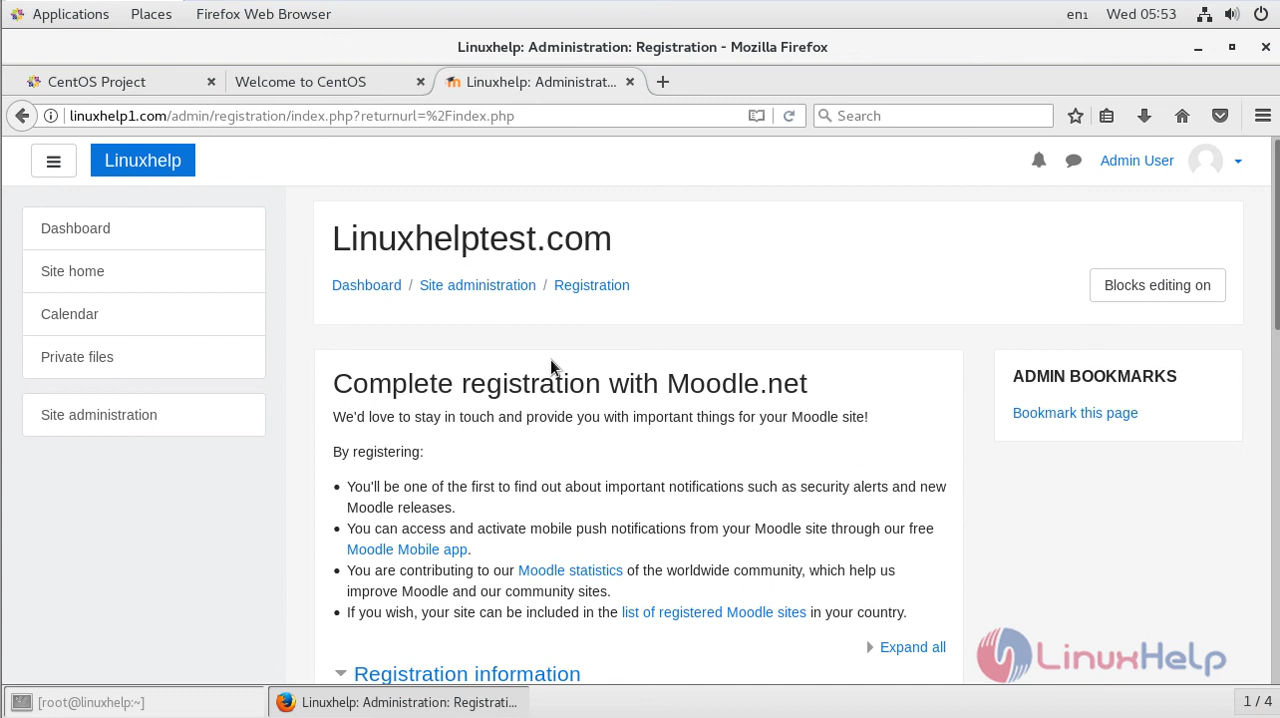 Applications Places Firefox Web Browser en1 Wed 05:53
Linuxhelp: Administration: Registration - Mozilla Firefox
CentOS Project Welcome to CentOS Linuxhelp: Administrat...
linuxhelp1.com/admin/registration/index.php?returnurl=%2Findex.php Search
Linuxhelp Admin User
Dashboard
Site home
Calendar
Private files
Site administration
Linuxhelptest.com
Dashboard / Site administration / Registration
Blocks editing on
Complete registration with Moodle.net
We'd love to stay in touch and provide you with important things for your Moodle site!
By registering:
• You'll be one of the first to find out about important notifications such as security alerts and new
Moodle releases.
• You can access and activate mobile push notifications from your Moodle site through our free
Moodle Mobile app.
• You are contributing to our Moodle statistics of the worldwide community, which help us
improve Moodle and our community sites.
• If you wish, your site can be included in the list of registered Moodle sites in your country.
Expand all
Registration information
ADMIN BOOKMARKS
Bookmark this page
LinuxHelp
[root@linuxhelp:~] Linuxhelp: Administration: Registrati... 1 / 4